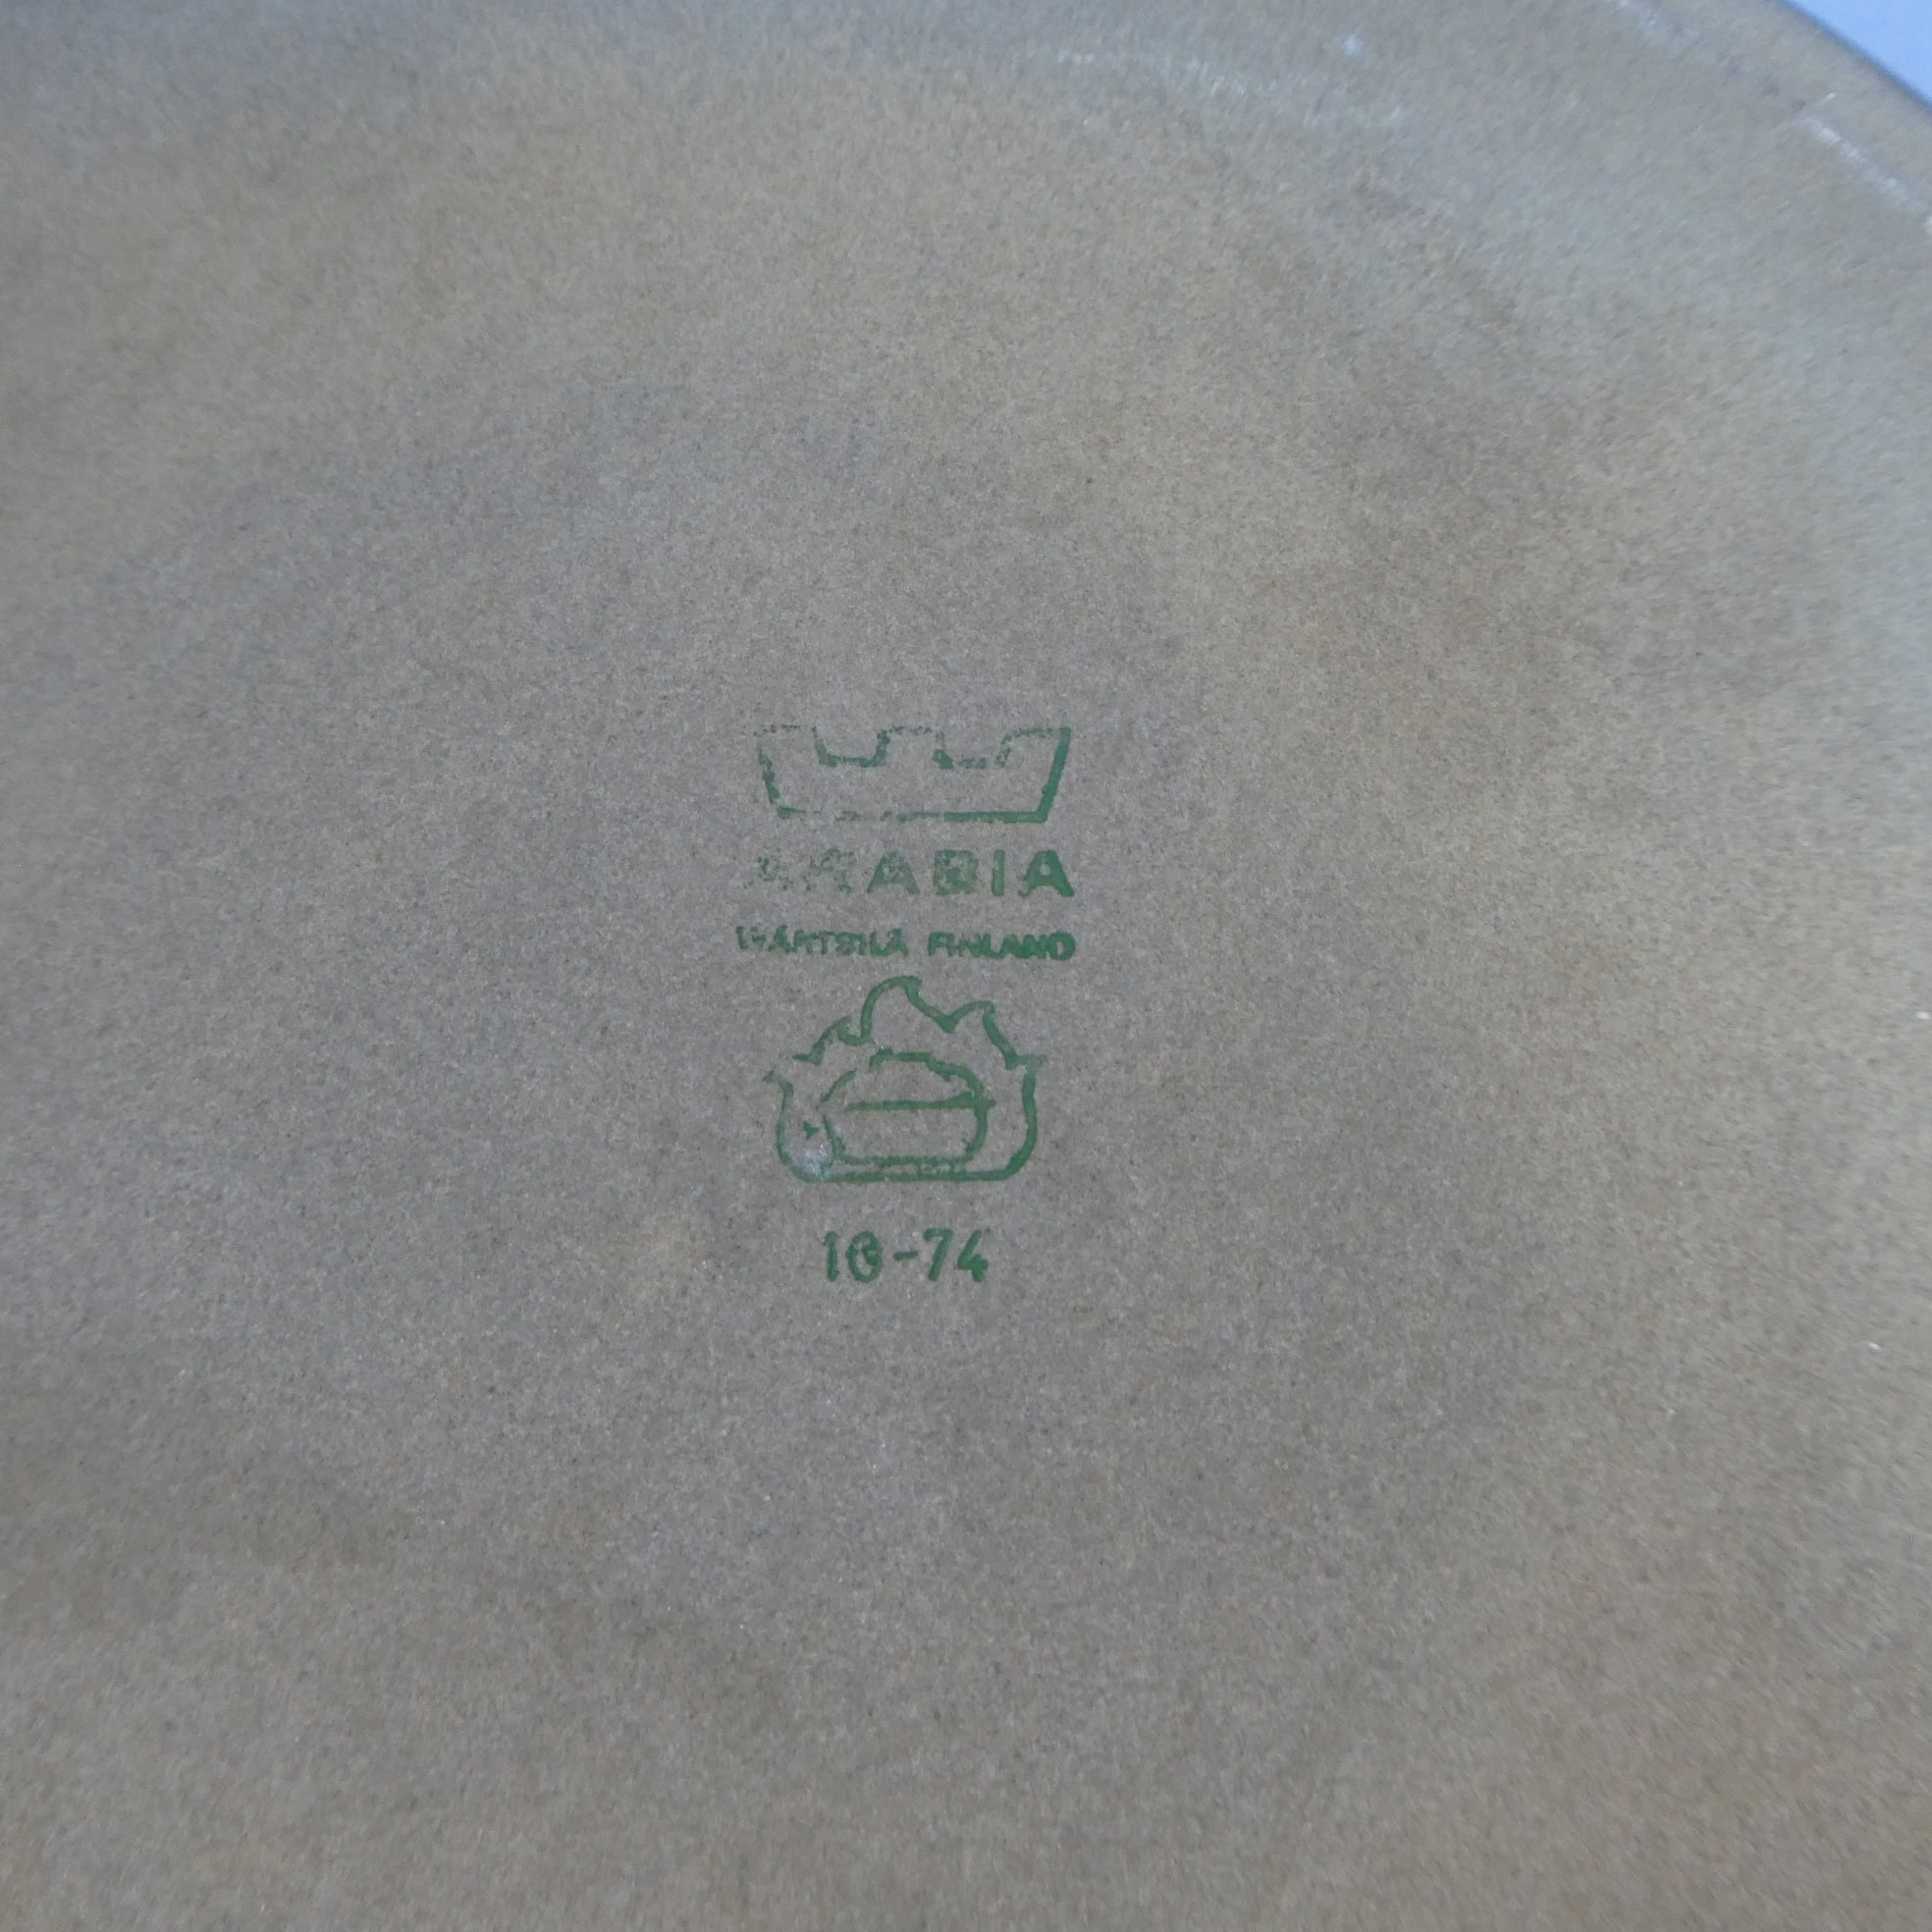 ARABIA
WÄRTSILÄ FINLAND
10-74